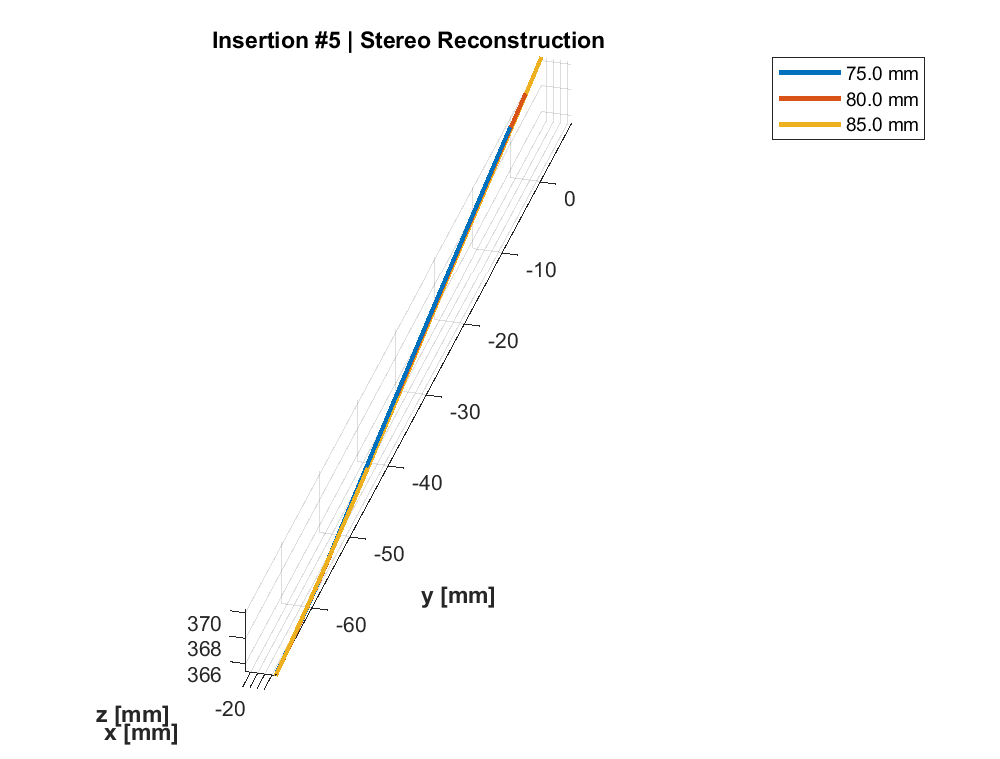 Insertion #5 | Stereo Reconstruction
75.0 mm
80.0 mm
85.0 mm
0
-10
-20
-30
-40
-50
-60
y [mm]
370
368
366
-20
z [mm]
x [mm]